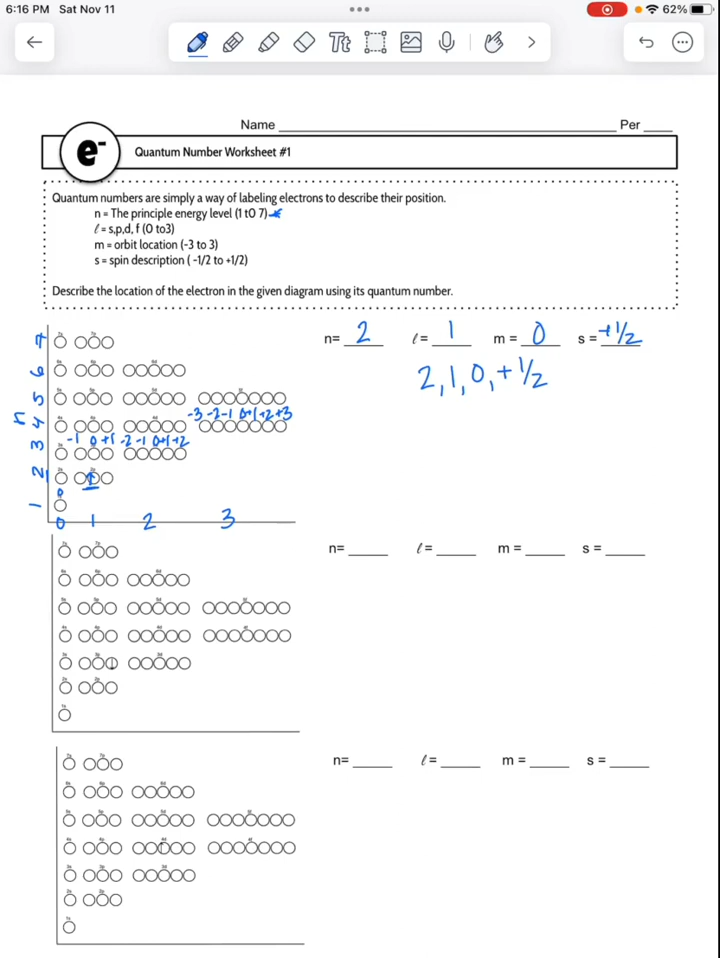 6:16 PM Sat Nov 11
62%
Tt
Name
Per
e-
Quantum Number Worksheet #1
Quantum numbers are simply a way of labeling electrons to describe their position.
n = The principle energy level (1 tO 7)
ℓ = s,p,d, f (0 to3)
m = orbit location (-3 to 3)
s = spin description ( -1/2 to +1/2)
Describe the location of the electron in the given diagram using its quantum number.
n= 2 ℓ = 1 m = 0 s = +1/2
2, 1, 0, +1/2
7
6
5
n 4 -3 -2 -1 0 +1 +2 +3
3 -1 0 +1 -2 -1 0 +1 +2
2
0
1
0 1 2 3
n= ℓ = m = s =
n= ℓ = m = s =